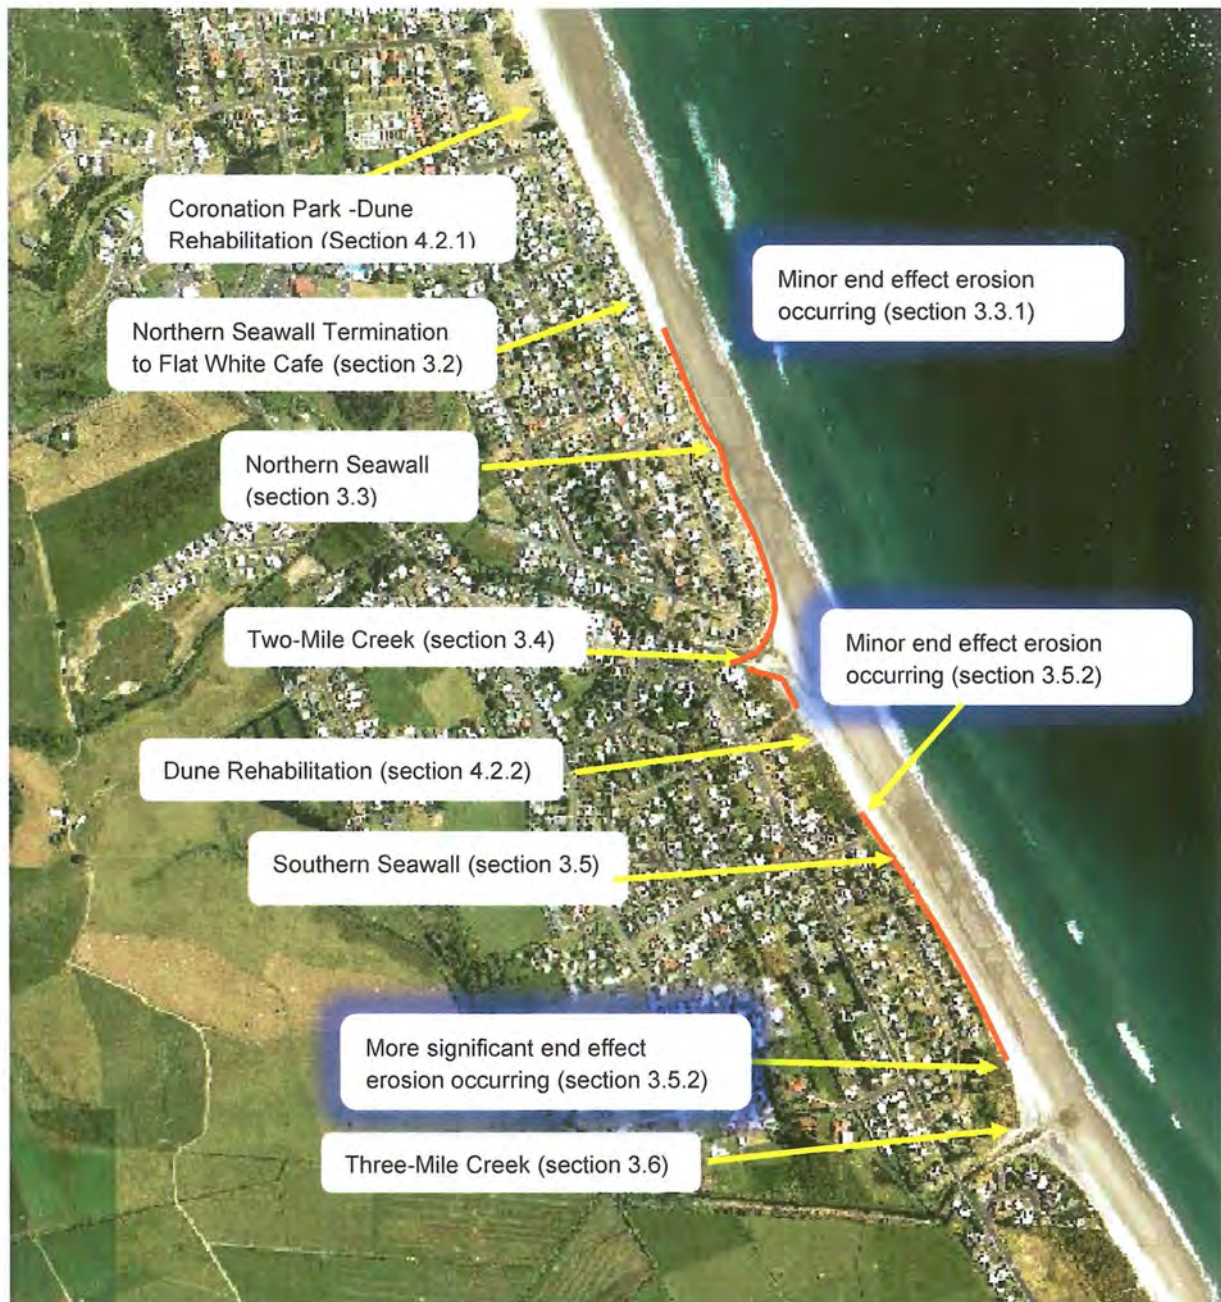 Coronation Park -Dune
Rehabilitation (Section 4.2.1)
Minor end effect erosion
occurring (section 3.3.1)
Northern Seawall Termination
to Flat White Cafe (section 3.2)
Northern Seawall
(section 3.3)
Two-Mile Creek (section 3.4)
Minor end effect erosion
occurring (section 3.5.2)
Dune Rehabilitation (section 4.2.2)
Southern Seawall (section 3.5)
More significant end effect
erosion occurring (section 3.5.2)
Three-Mile Creek (section 3.6)